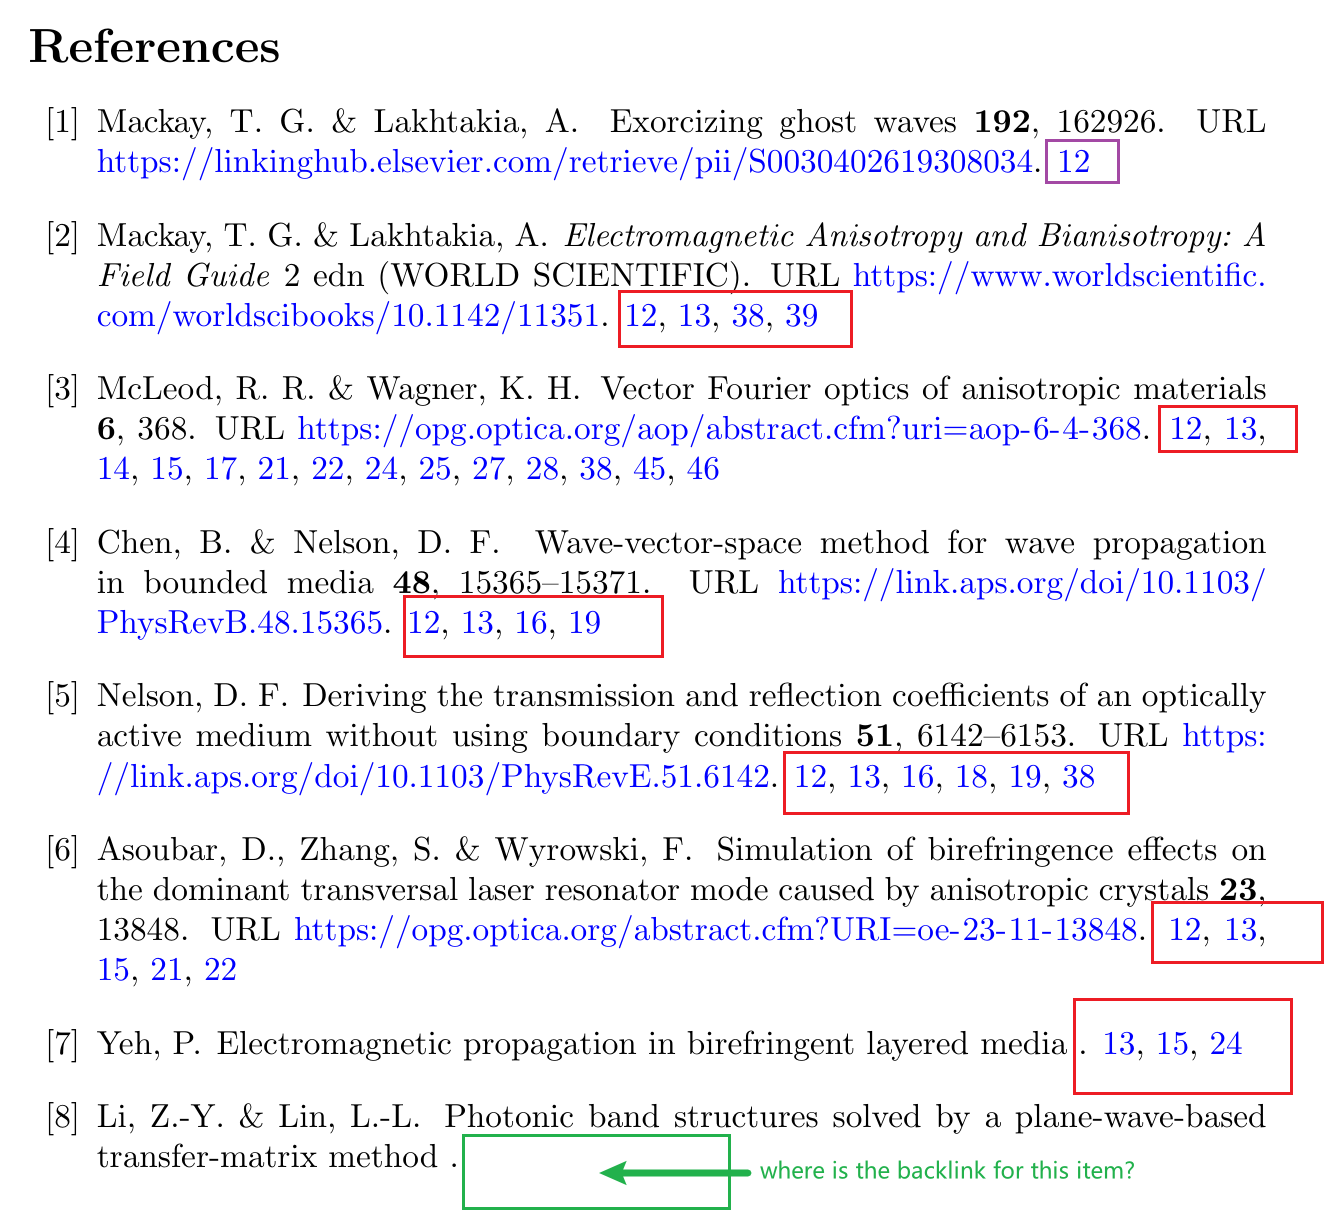 References
[1] Mackay, T. G. & Lakhtakia, A. Exorcizing ghost waves 192, 162926. URL
https://linkinghub.elsevier.com/retrieve/pii/S0030402619308034. 12
[2] Mackay, T. G. & Lakhtakia, A. Electromagnetic Anisotropy and Bianisotropy: A
Field Guide 2 edn (WORLD SCIENTIFIC). URL https://www.worldscientific.
com/worldscibooks/10.1142/11351. 12, 13, 38, 39
[3] McLeod, R. R. & Wagner, K. H. Vector Fourier optics of anisotropic materials
6, 368. URL https://opg.optica.org/aop/abstract.cfm?uri=aop-6-4-368. 12, 13,
14, 15, 17, 21, 22, 24, 25, 27, 28, 38, 45, 46
[4] Chen, B. & Nelson, D. F. Wave-vector-space method for wave propagation
in bounded media 48, 15365–15371. URL https://link.aps.org/doi/10.1103/
PhysRevB.48.15365. 12, 13, 16, 19
[5] Nelson, D. F. Deriving the transmission and reflection coefficients of an optically
active medium without using boundary conditions 51, 6142–6153. URL https:
//link.aps.org/doi/10.1103/PhysRevE.51.6142. 12, 13, 16, 18, 19, 38
[6] Asoubar, D., Zhang, S. & Wyrowski, F. Simulation of birefringence effects on
the dominant transversal laser resonator mode caused by anisotropic crystals 23,
13848. URL https://opg.optica.org/abstract.cfm?URI=oe-23-11-13848. 12, 13,
15, 21, 22
[7] Yeh, P. Electromagnetic propagation in birefringent layered media . 13, 15, 24
[8] Li, Z.-Y. & Lin, L.-L. Photonic band structures solved by a plane-wave-based
transfer-matrix method .
where is the backlink for this item?